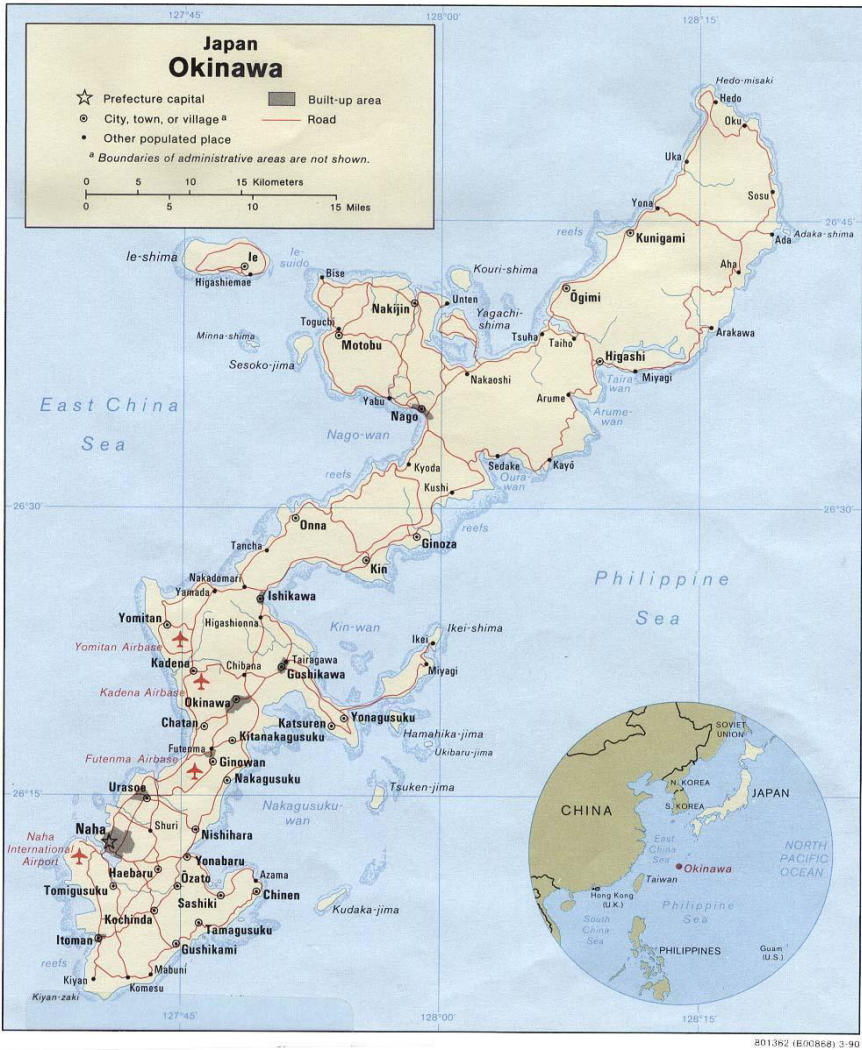 127°45'
128°00'
128°15'
Japan
Okinawa
Prefecture capital
Built-up area
City, town, or village a
Road
Other populated place
a Boundaries of administrative areas are not shown.
0 5 10 15 Kilometers
0 5 10 15 Miles
Hedo-misaki
Hedo
Oku
Uka
Sosu
Yona
26°45'
reefs
Kunigami
Ada
Adaka-shima
Ie-shima
Ie
Ie-suido
Higashiemae
Bise
Kouri-shima
Aha
Ōgimi
Nakijin
Unten
Yagachi-
shima
Toguchi
Minna-shima
Motobu
Tsuha
Taiho
Arakawa
Sesoko-jima
Higashi
Nakaoshi
Taira-
wan
Miyagi
East China
Sea
Yabu
Nago
Arume
Arume-
wan
Nago-wan
reefs
Kyoda
Sedake
Kayō
Oura-
wan
Kushi
26°30'
26°30'
Onna
reefs
Ginoza
Tancha
Kin
Philippine
Sea
Nakadomari
Yamada
Ishikawa
Yomitan
Higashionna
Kin-wan
Ikei-shima
Ikei
Yomitan Airbase
Kadena
Chibana
Tairagawa
Gushikawa
Miyagi
Kadena Airbase
Okinawa
Chatan
Katsuren
Yonagusuku
Kitanakagusuku
Hamahika-jima
Futenma
Ukibaru-jima
Futenma Airbase
Ginowan
Nakagusuku
Urasoe
Tsuken-jima
26°15'
Nakagusuku-
wan
Naha
Shuri
Nishihara
Naha
International
Airport
Yonabaru
Haebaru
Ōzato
Azama
Tomigusuku
Sashiki
Chinen
Kochinda
Kudaka-jima
Tamagusuku
Itoman
Gushikami
reefs
Kiyan
Mabuni
Komesu
Kiyan-zaki
SOVIET
UNION
N. KOREA
S. KOREA
JAPAN
CHINA
East
China
Sea
NORTH
PACIFIC
OCEAN
Okinawa
Taiwan
Hong Kong
(U.K.)
Philippine
Sea
South
China
Sea
PHILIPPINES
Guam
(U.S.)
127°45'
128°00'
128°15'
801362 (B00868) 3-90